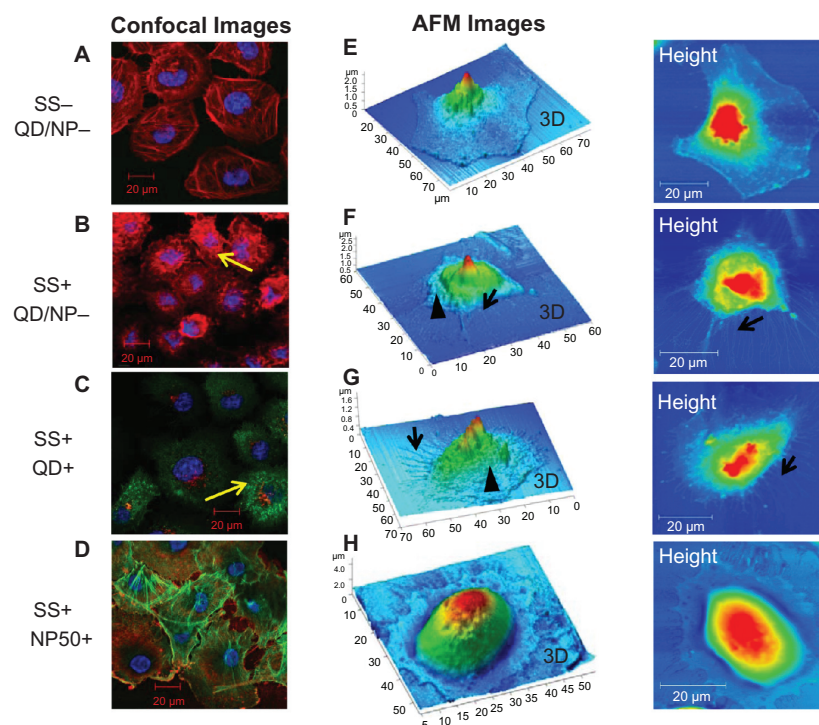 Confocal Images
AFM Images
A
SS–
QD/NP–
20 µm
E
µm
2.0
1.5
1.0
0.5
0
20
30
40
50
60
70
µm
10
20
30
40
50
60
70
3D
Height
20 µm
B
SS+
QD/NP–
20 µm
F
µm
2.5
2.0
1.5
1.0
0.5
60
50
40
30
20
10
0
0
20
30
40
50
60
3D
Height
20 µm
C
SS+
QD+
20 µm
G
µm
1.6
1.2
0.8
0.4
0
10
20
30
40
50
60
70
70
60
50
40
30
20
10
0
3D
Height
20 µm
D
SS+
NP50+
20 µm
H
µm
4.0
2.0
0
10
20
30
40
50
5
10
15
20
25
30
35
40
45
50
3D
Height
20 µm